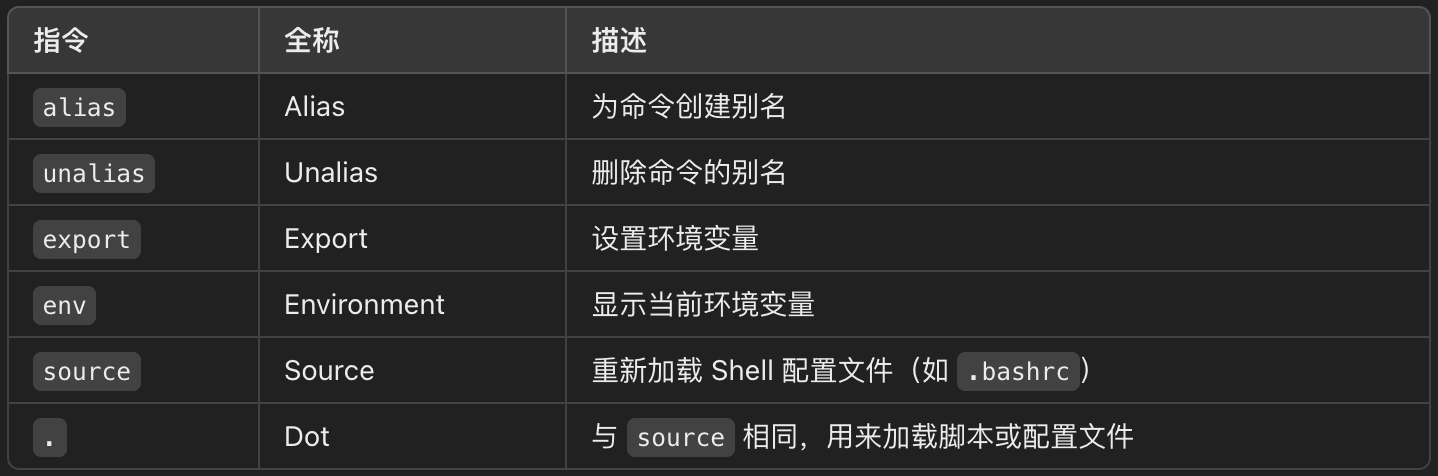 指令 全称 描述
alias Alias 为命令创建别名
unalias Unalias 删除命令的别名
export Export 设置环境变量
env Environment 显示当前环境变量
source Source 重新加载 Shell 配置文件（如 .bashrc）
. Dot 与 source 相同，用来加载脚本或配置文件